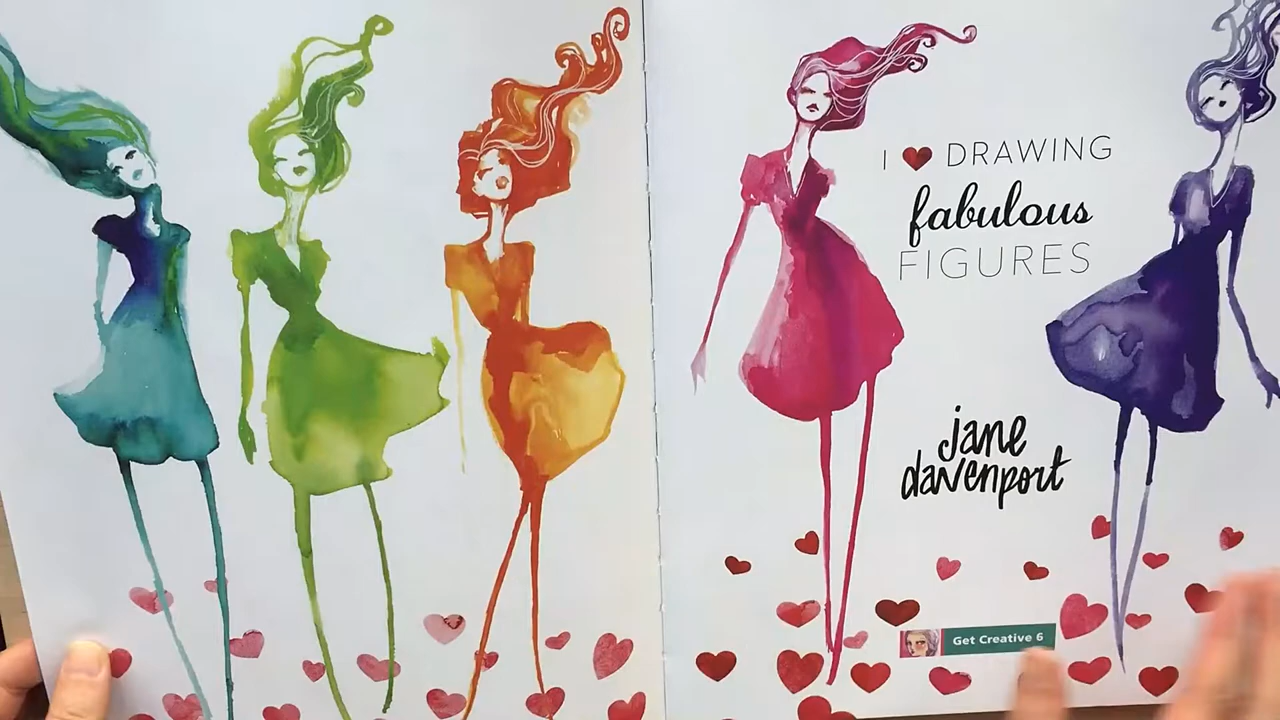 I ❤ DRAWING
fabulous
FIGURES
jane
davenport
Get Creative 6